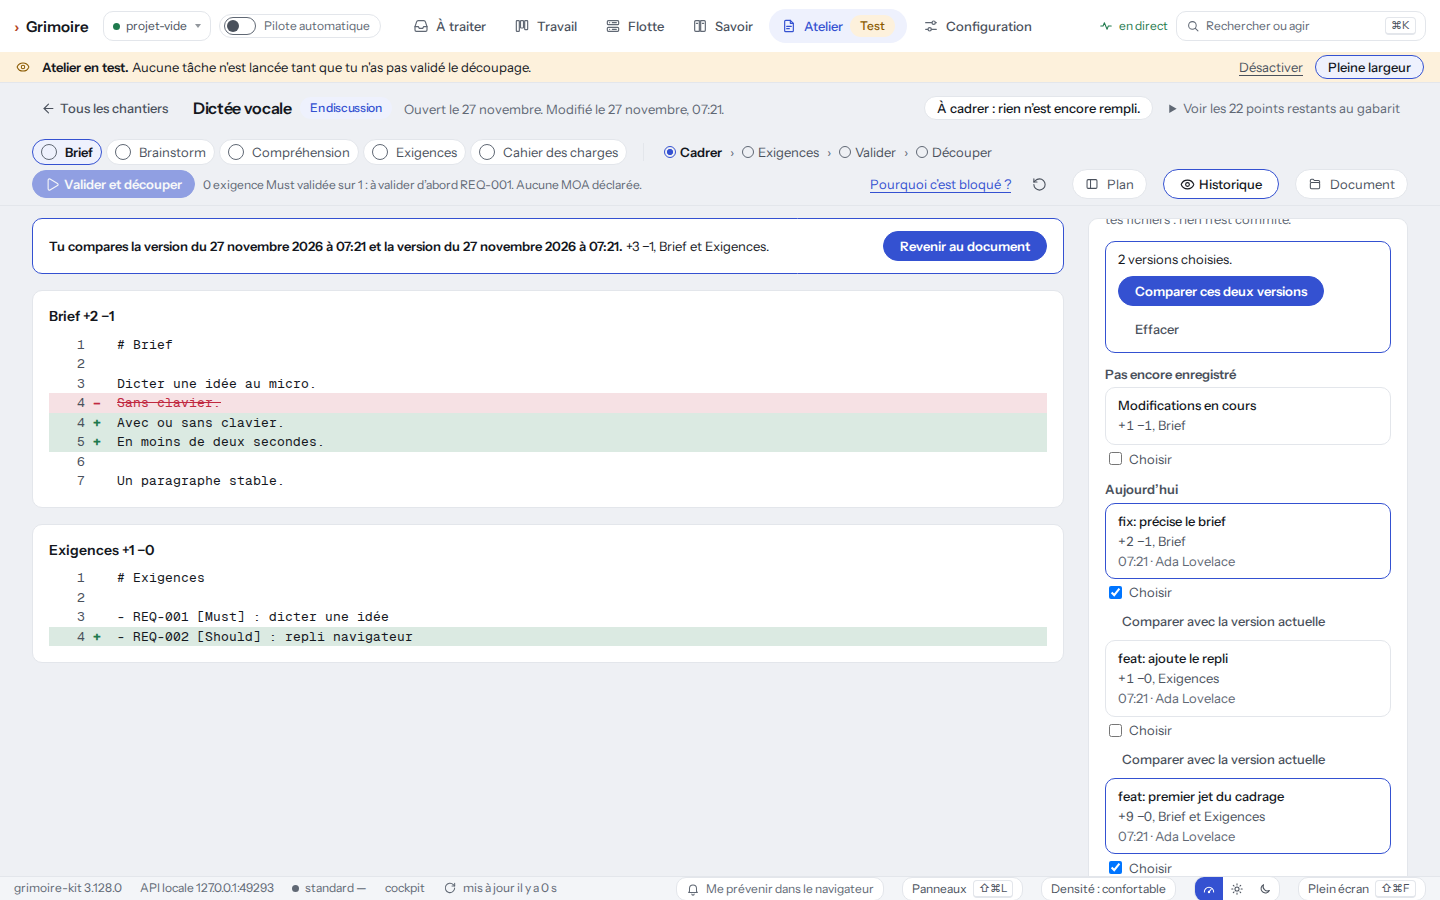 Grimoire
projet-vide
Pilote automatique
À traiter
Travail
Flotte
Savoir
Atelier
Test
Configuration
en direct
Rechercher ou agir
⌘K
Atelier en test. Aucune tâche n'est lancée tant que tu n'as pas validé le découpage.
Désactiver
Pleine largeur
← Tous les chantiers
Dictée vocale
En discussion
Ouvert le 27 novembre. Modifié le 27 novembre, 07:21.
À cadrer : rien n'est encore rempli.
▶ Voir les 22 points restants au gabarit
Brief
Brainstorm
Compréhension
Exigences
Cahier des charges
Cadrer › Exigences › Valider › Découper
Valider et découper
0 exigence Must validée sur 1 : à valider d'abord REQ-001. Aucune MOA déclarée.
Pourquoi c'est bloqué ?
Plan
Historique
Document
Tu compares la version du 27 novembre 2026 à 07:21 et la version du 27 novembre 2026 à 07:21. +3 −1, Brief et Exigences.
Revenir au document
Brief +2 −1
1 # Brief
2
3 Dicter une idée au micro.
4 − Sans clavier.
4 + Avec ou sans clavier.
5 + En moins de deux secondes.
6
7 Un paragraphe stable.
Exigences +1 −0
1 # Exigences
2
3 - REQ-001 [Must] : dicter une idée
4 + - REQ-002 [Should] : repli navigateur
tes fichiers : rien n'est commité.
2 versions choisies.
Comparer ces deux versions
Effacer
Pas encore enregistré
Modifications en cours
+1 −1, Brief
Choisir
Aujourd'hui
fix: précise le brief
+2 −1, Brief
07:21 · Ada Lovelace
Choisir
Comparer avec la version actuelle
feat: ajoute le repli
+1 −0, Exigences
07:21 · Ada Lovelace
Choisir
Comparer avec la version actuelle
feat: premier jet du cadrage
+9 −0, Brief et Exigences
07:21 · Ada Lovelace
Choisir
grimoire-kit 3.128.0
API locale 127.0.0.1:49293
standard —
cockpit
mis à jour il y a 0 s
Me prévenir dans le navigateur
Panneaux ⇧⌘L
Densité : confortable
Plein écran ⇧⌘F